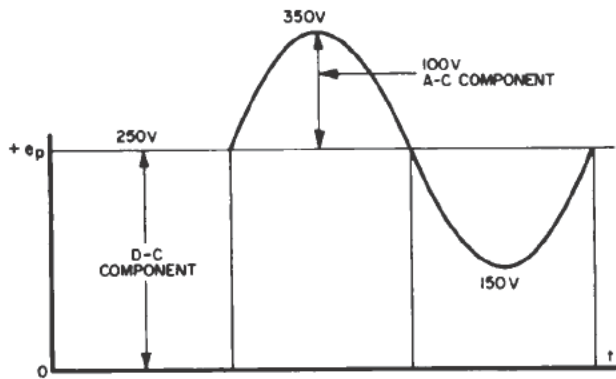 350V
100V
A-C COMPONENT
250V
+ ep
D-C
COMPONENT
150V
0
t